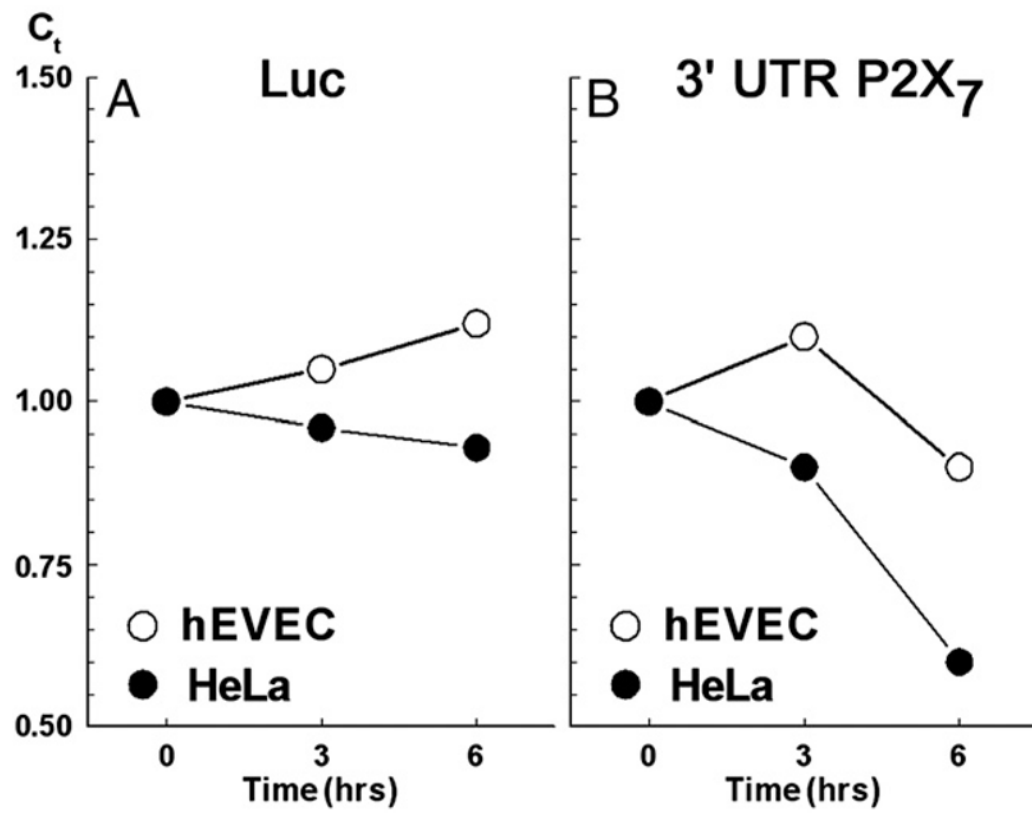 Ct
1.50
1.25
1.00
0.75
0.50
A
Luc
hEVEC
HeLa
0 3 6
Time (hrs)
B
3' UTR P2X7
hEVEC
HeLa
0 3 6
Time (hrs)